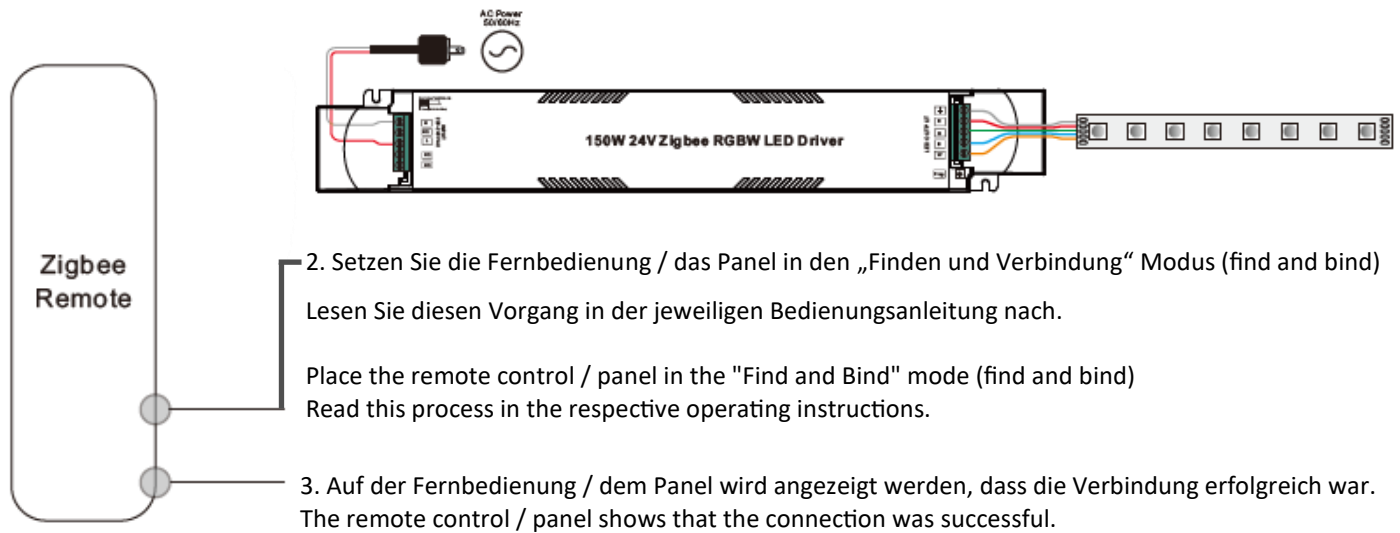 AC Power
50/60Hz
150W 24V Zigbee RGBW LED Driver
Zigbee
Remote
2. Setzen Sie die Fernbedienung / das Panel in den „Finden und Verbindung“ Modus (find and bind)
Lesen Sie diesen Vorgang in der jeweiligen Bedienungsanleitung nach.
Place the remote control / panel in the "Find and Bind" mode (find and bind)
Read this process in the respective operating instructions.
3. Auf der Fernbedienung / dem Panel wird angezeigt werden, dass die Verbindung erfolgreich war.
The remote control / panel shows that the connection was successful.